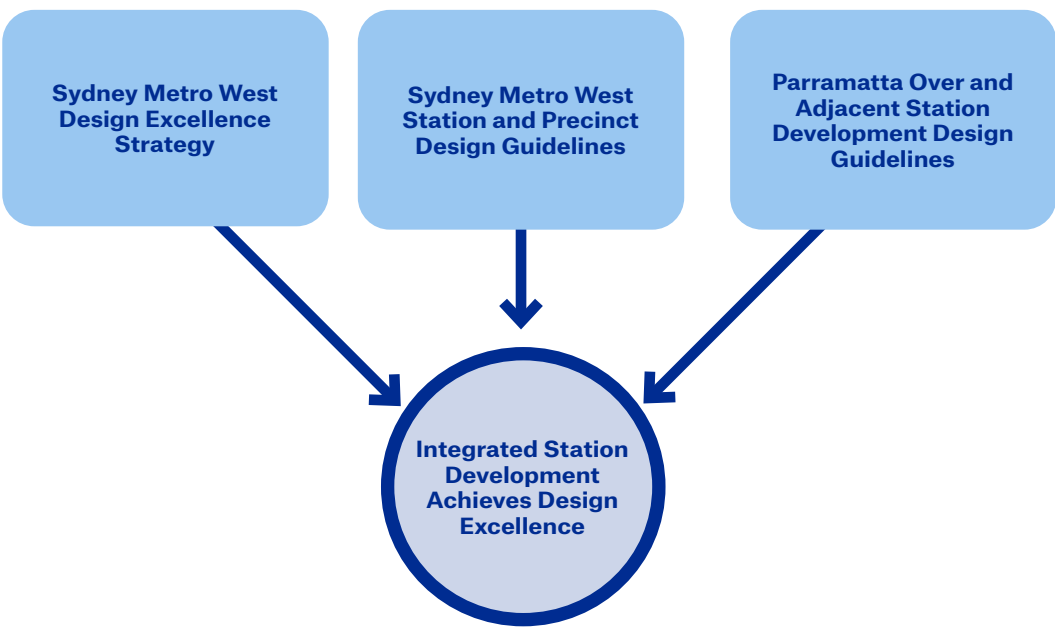 Sydney Metro West
Design Excellence
Strategy
Sydney Metro West
Station and Precinct
Design Guidelines
Parramatta Over and
Adjacent Station
Development Design
Guidelines
Integrated Station
Development
Achieves Design
Excellence